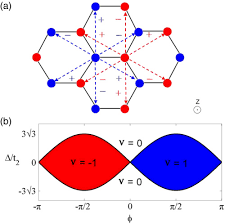 (a)
+ −
+ −
− +
+ −
− +
− +
z
(b)
3√3
ν = 0
Δ/t₂
0
ν = -1
ν = 1
ν = 0
-3√3
-π
-π/2
0
π/2
π
ϕ